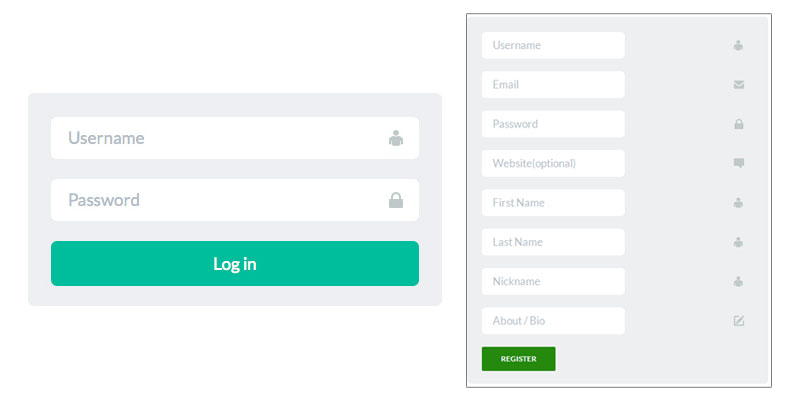 Username
Password
Log in
Username
Email
Password
Website(optional)
First Name
Last Name
Nickname
About / Bio
REGISTER